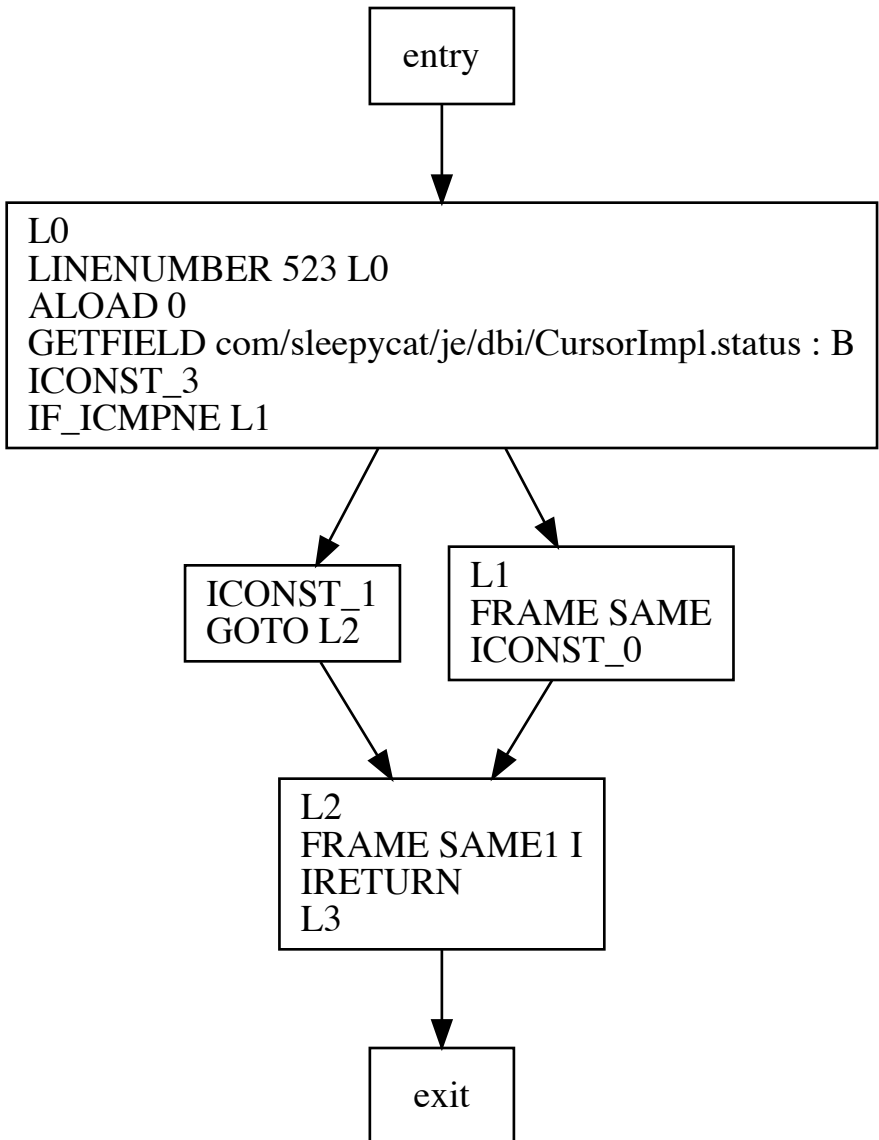 entry
L0
LINENUMBER 523 L0
ALOAD 0
GETFIELD com/sleepycat/je/dbi/CursorImpl.status : B
ICONST_3
IF_ICMPNE L1
ICONST_1
GOTO L2
L1
FRAME SAME
ICONST_0
L2
FRAME SAME1 I
IRETURN
L3
exit